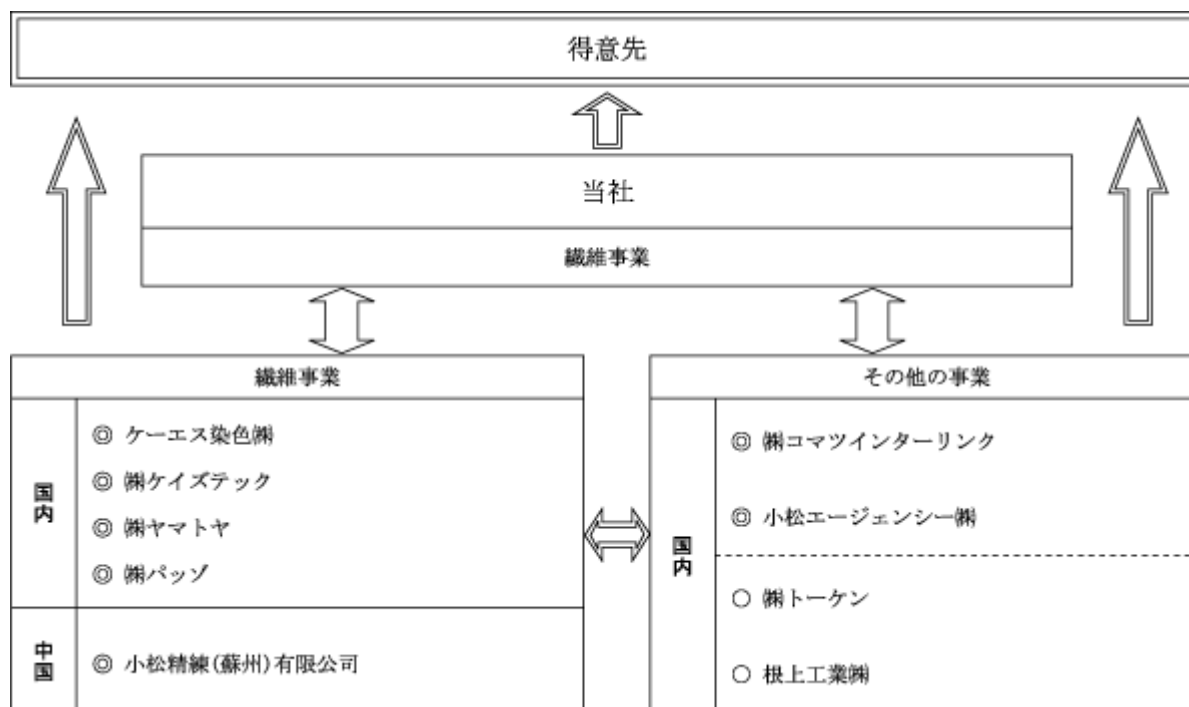 得意先
当社
繊維事業
繊維事業
国内
◎ ケーエス染色㈱
◎ ㈱ケイズテック
◎ ㈱ヤマトヤ
◎ ㈱パッゾ
中国
◎ 小松精練(蘇州)有限公司
その他の事業
国内
◎ ㈱コマツインターリンク
◎ 小松エージェンシー㈱
○ ㈱トーケン
○ 根上工業㈱